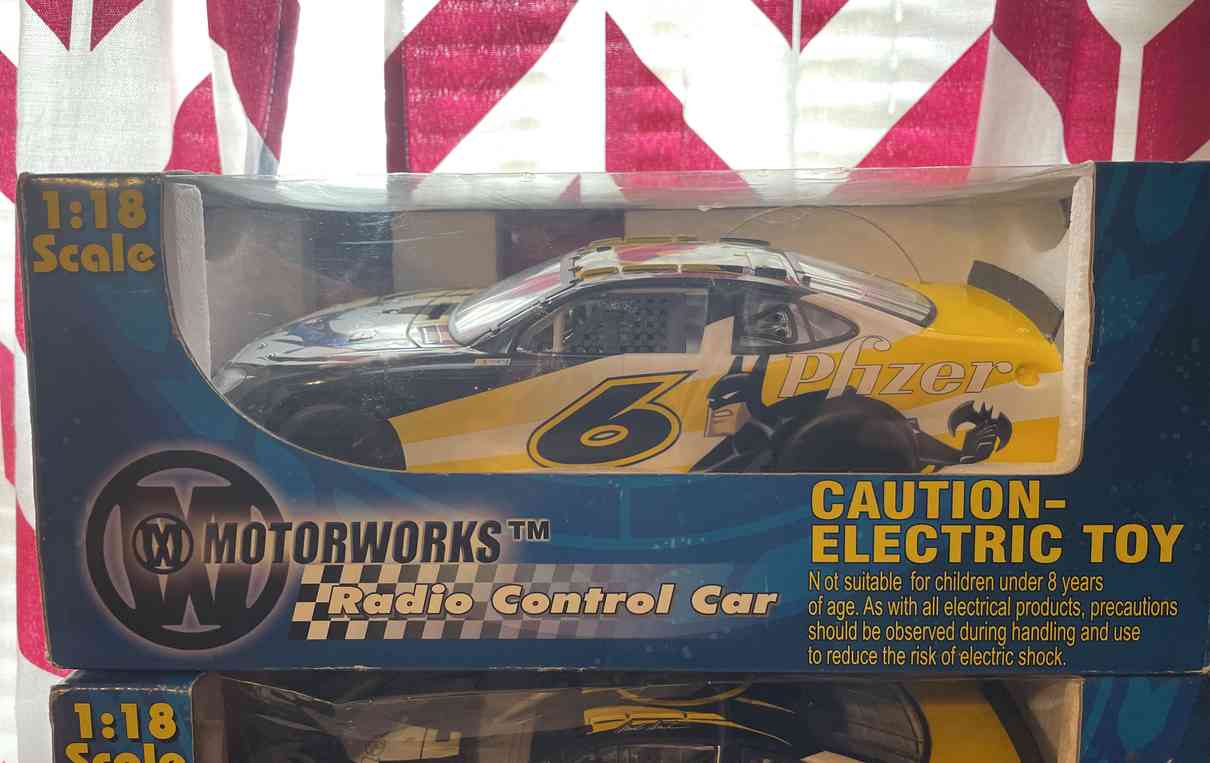 1:18
Scale
Pfizer
6
MOTORWORKS™
Radio Control Car
CAUTION-
ELECTRIC TOY
Not suitable for children under 8 years
of age. As with all electrical products, precautions
should be observed during handling and use
to reduce the risk of electric shock.
1:18
Scale